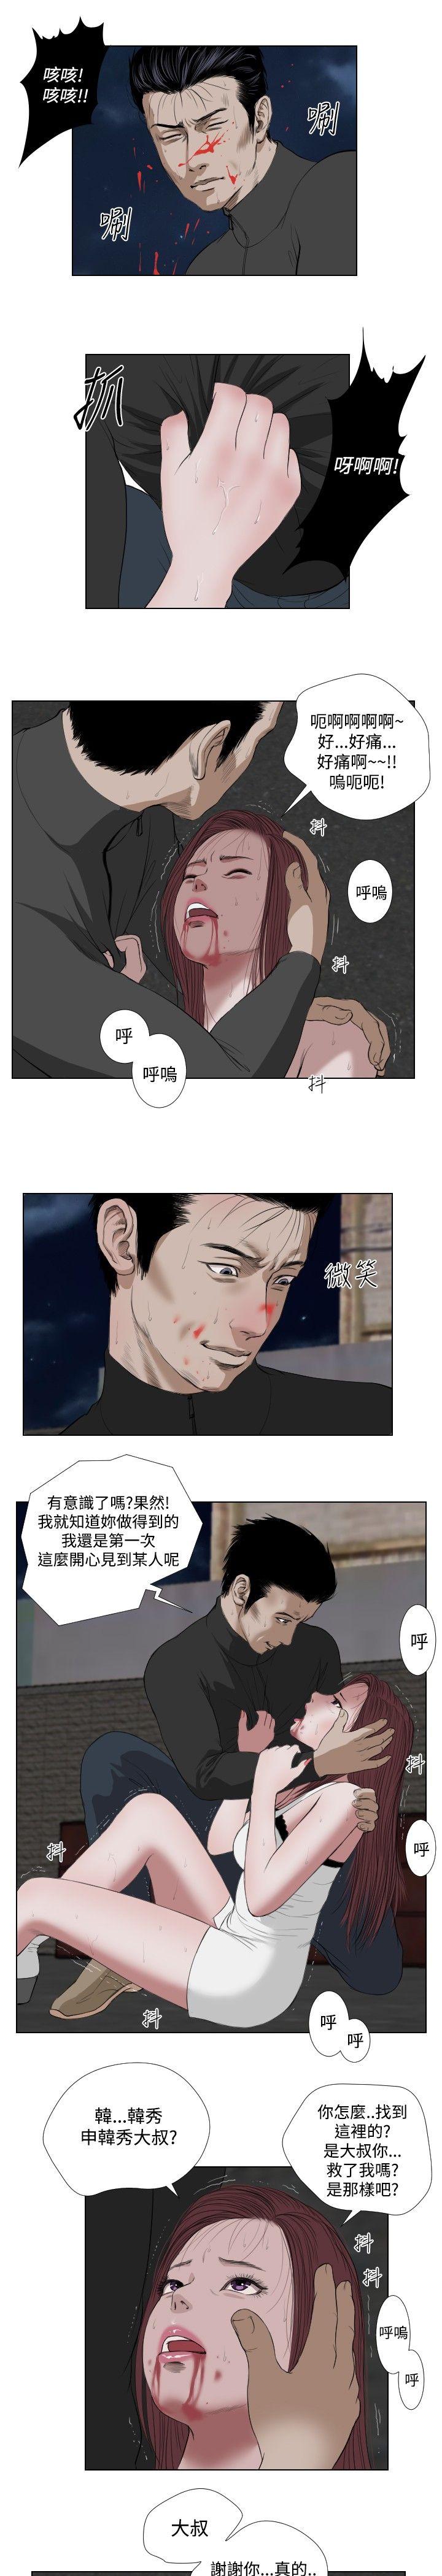 咳咳!
咳咳!!
唰
唰
抓
呀啊啊!
呃啊啊啊啊~
好...好痛...
好痛啊~~!!
嗚呃呃!
抖
呼嗚
抖
呼
呼嗚
抖
微笑
有意識了嗎?果然!
我就知道妳做得到的
我還是第一次
這麼開心見到某人呢
呼
抖
呼
抖
抖
呼
呼
韓...韓秀
申韓秀大叔?
你怎麼..找到
這裡的?
是大叔你...
救了我嗎?
是那樣吧?
抖
抖
呼嗚
呼
大叔
謝謝你...真的..